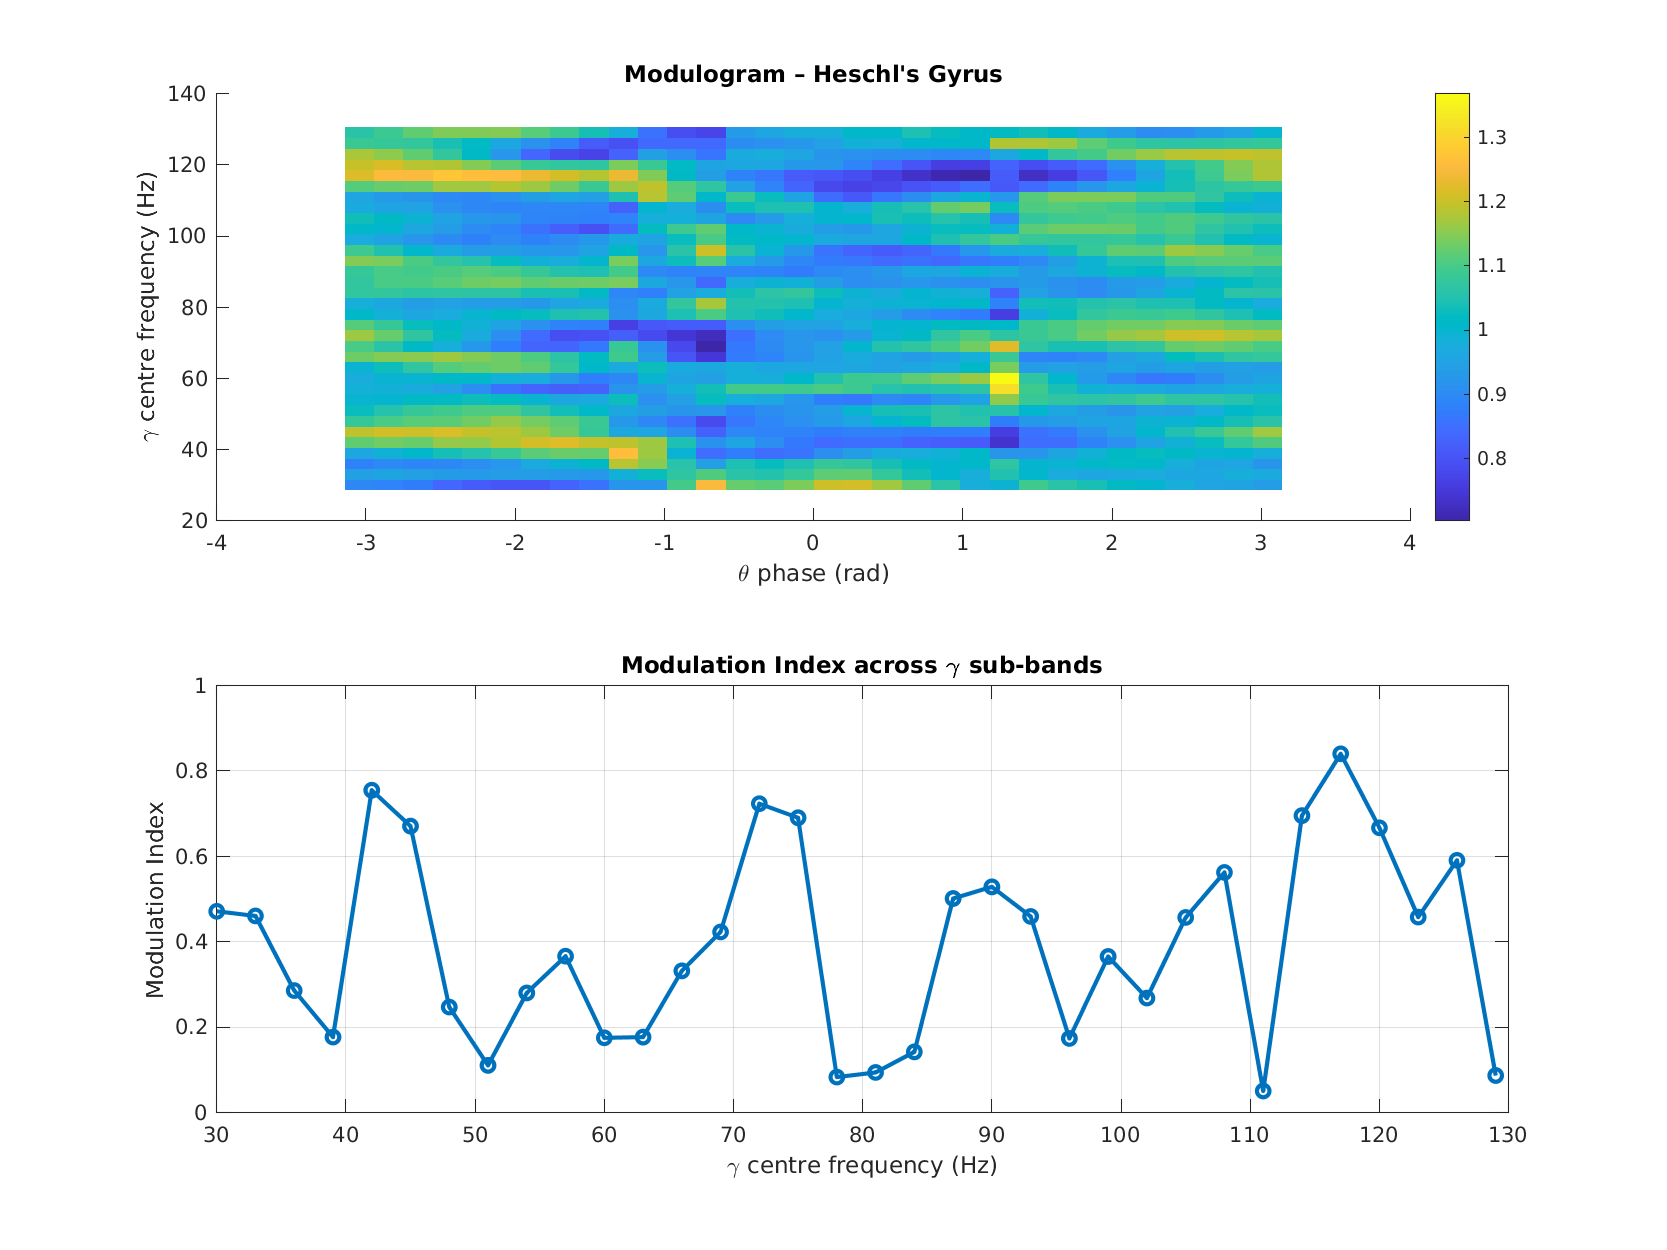 Modulogram – Heschl's Gyrus
140
120
100
80
60
40
20
γ centre frequency (Hz)
-4 -3 -2 -1 0 1 2 3 4
θ phase (rad)
1.3
1.2
1.1
1
0.9
0.8
Modulation Index across γ sub-bands
1
0.8
0.6
0.4
0.2
0
Modulation Index
30 40 50 60 70 80 90 100 110 120 130
γ centre frequency (Hz)